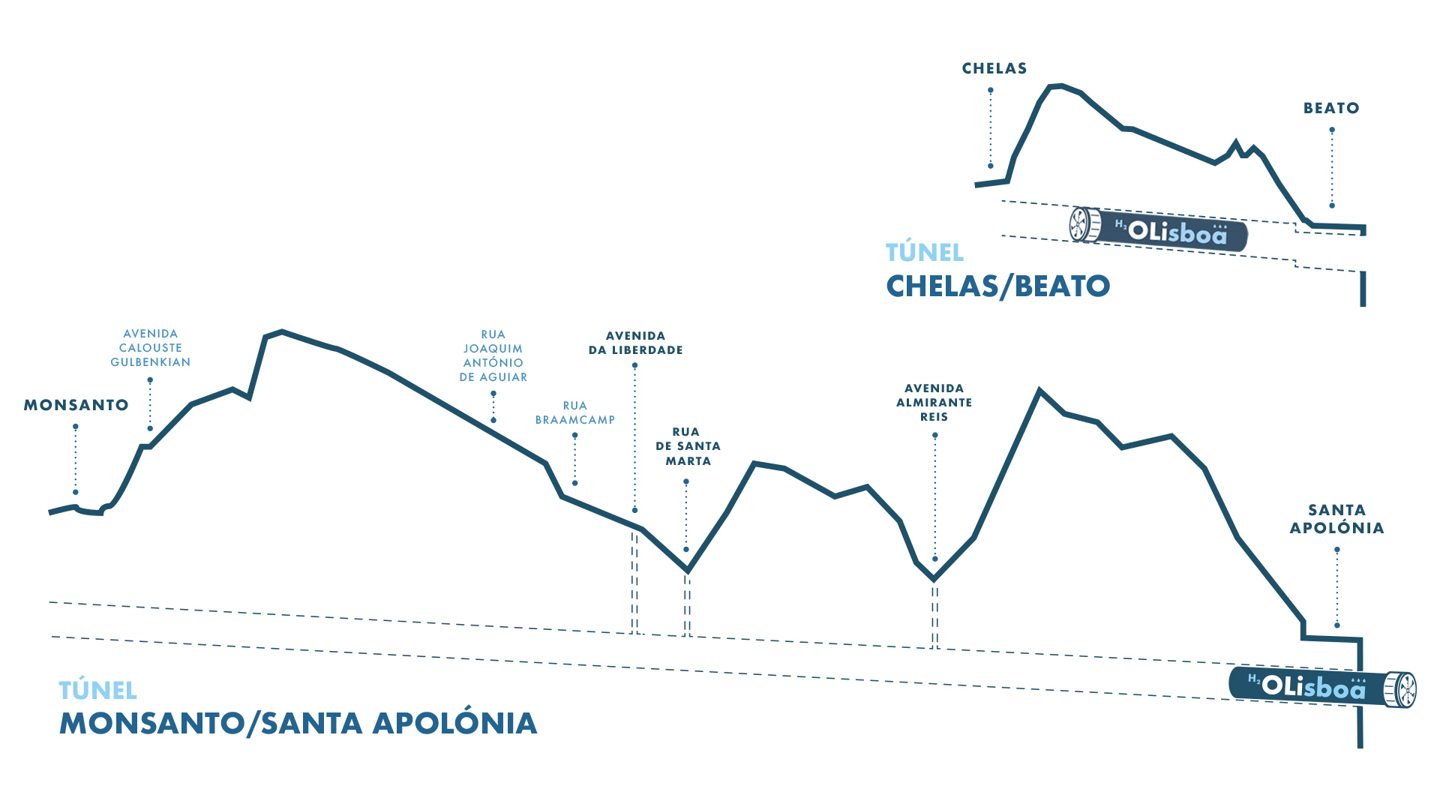 CHELAS
BEATO
H₂OLisboa
TÚNEL
CHELAS/BEATO
AVENIDA
CALOUSTE
GULBENKIAN
MONSANTO
RUA
JOAQUIM
ANTÓNIO
DE AGUIAR
RUA
BRAAMCAMP
AVENIDA
DA LIBERDADE
RUA
DE SANTA
MARTA
AVENIDA
ALMIRANTE
REIS
SANTA
APOLÓNIA
H₂OLisboa
TÚNEL
MONSANTO/SANTA APOLÓNIA